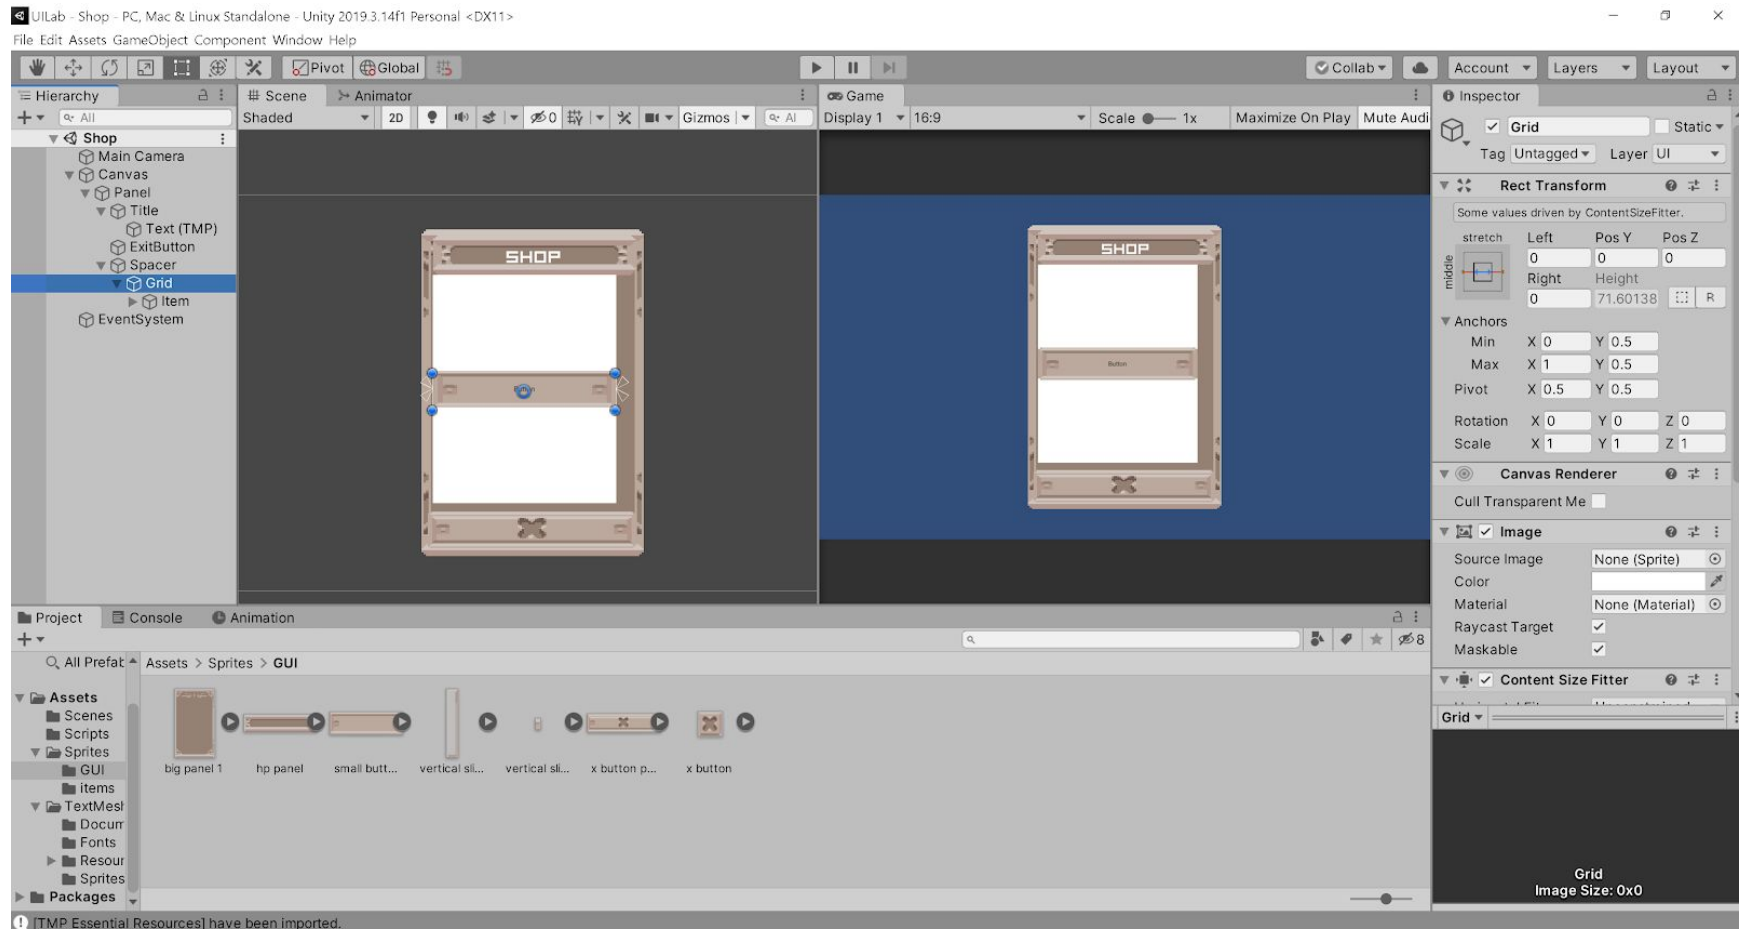 UILab - Shop - PC, Mac & Linux Standalone - Unity 2019.3.14f1 Personal <DX11>
File Edit Assets GameObject Component Window Help
Pivot Global Collab Account Layers Layout
Hierarchy
All
Shop
Main Camera
Canvas
Panel
Title
Text (TMP)
ExitButton
Spacer
Grid
Item
EventSystem
# Scene Animator
Shaded 2D 0 Gizmos Al
SHOP
Button
Game
Display 1 16:9 Scale 1x Maximize On Play Mute Audi
SHOP
Button
Inspector
Grid Static
Tag Untagged Layer UI
Rect Transform
Some values driven by ContentSizeFitter.
stretch Left Pos Y Pos Z
middle 0 0 0
Right Height
0 71.60138 R
Anchors
Min X 0 Y 0.5
Max X 1 Y 0.5
Pivot X 0.5 Y 0.5
Rotation X 0 Y 0 Z 0
Scale X 1 Y 1 Z 1
Canvas Renderer
Cull Transparent Me
Image
Source Image None (Sprite)
Color
Material None (Material)
Raycast Target
Maskable
Content Size Fitter
Grid
Grid
Image Size: 0x0
Project Console Animation
8
All Prefab
Assets
Scenes
Scripts
Sprites
GUI
items
TextMesh
Docum
Fonts
Resour
Sprites
Packages
Assets > Sprites > GUI
big panel 1 hp panel small butt... vertical sli... vertical sli... x button p... x button
[TMP Essential Resources] have been imported.